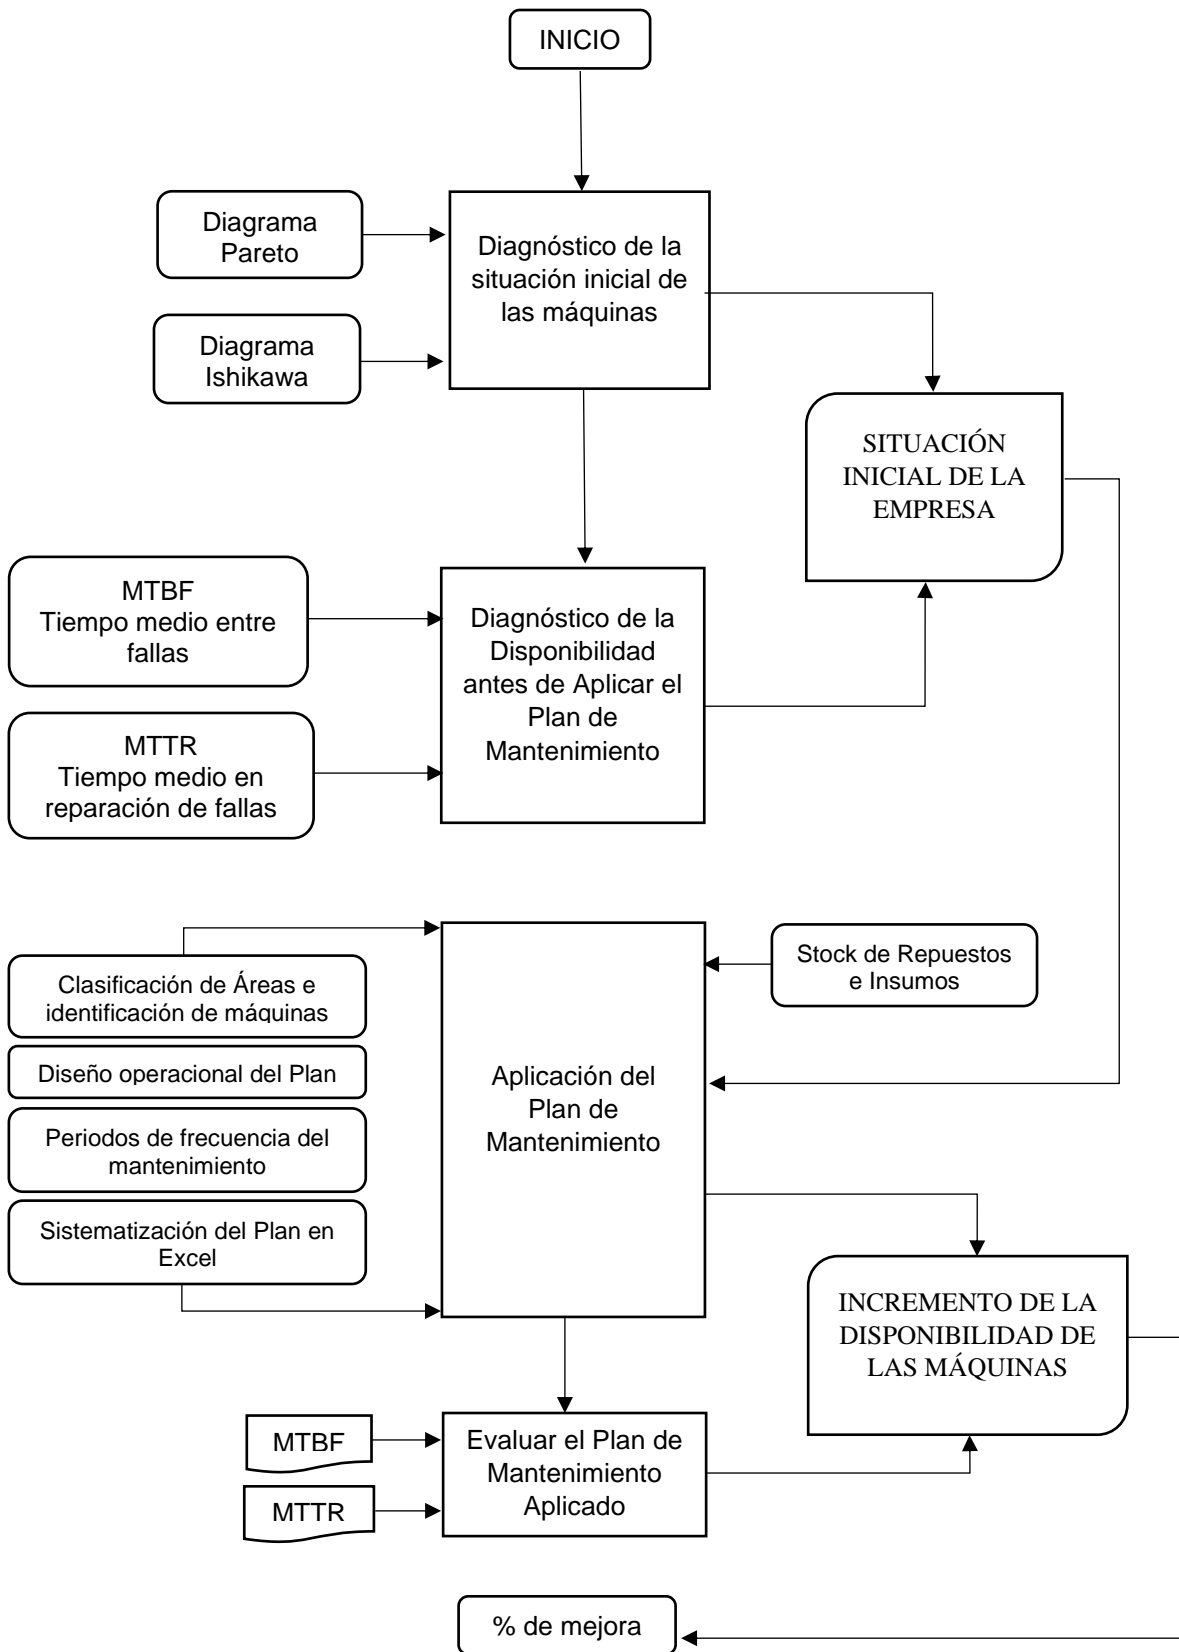 INICIO
Diagrama
Pareto
Diagnóstico de la
situación inicial de
las máquinas
Diagrama
Ishikawa
SITUACIÓN
INICIAL DE LA
EMPRESA
MTBF
Tiempo medio entre
fallas
Diagnóstico de la
Disponibilidad
antes de Aplicar el
Plan de
Mantenimiento
MTTR
Tiempo medio en
reparación de fallas
Stock de Repuestos
e Insumos
Clasificación de Áreas e
identificación de máquinas
Diseño operacional del Plan
Periodos de frecuencia del
mantenimiento
Sistematización del Plan en
Excel
Aplicación del
Plan de
Mantenimiento
INCREMENTO DE LA
DISPONIBILIDAD DE
LAS MÁQUINAS
MTBF
MTTR
Evaluar el Plan de
Mantenimiento
Aplicado
% de mejora